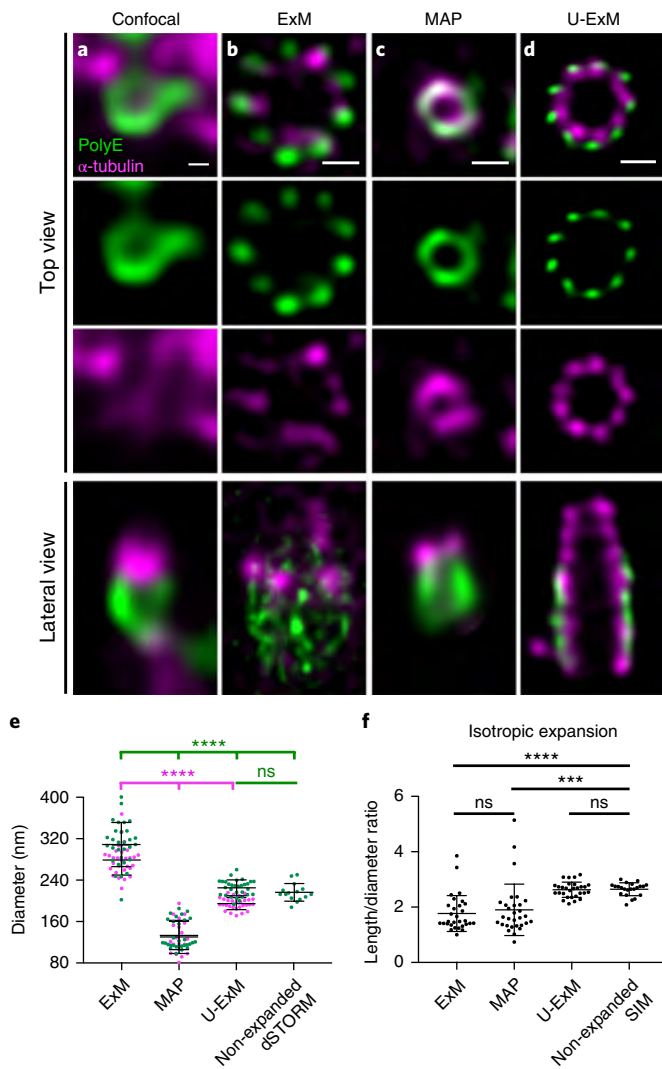 Confocal ExM MAP U-ExM
a b c d
PolyE
α-tubulin
Top view
Lateral view
e
****
****
ns
Diameter (nm)
400
320
240
160
80
ExM
MAP
U-ExM
Non-expanded
dSTORM
f
Isotropic expansion
****
***
ns ns
Length/diameter ratio
6
4
2
0
ExM
MAP
U-ExM
Non-expanded
SIM